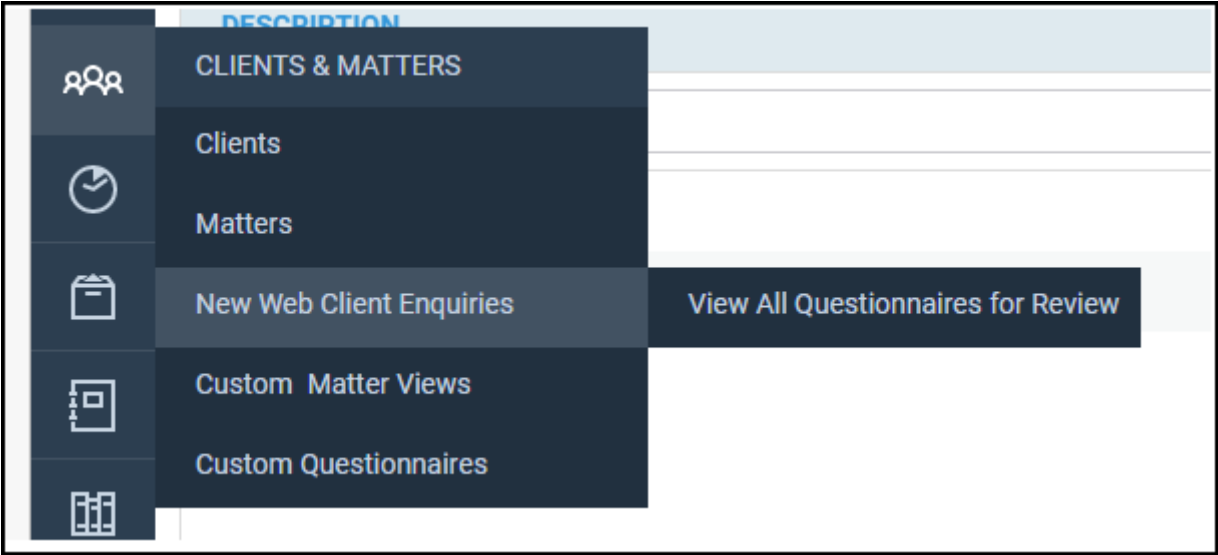 DESCRIPTION
CLIENTS & MATTERS
Clients
Matters
New Web Client Enquiries
View All Questionnaires for Review
Custom  Matter Views
Custom Questionnaires